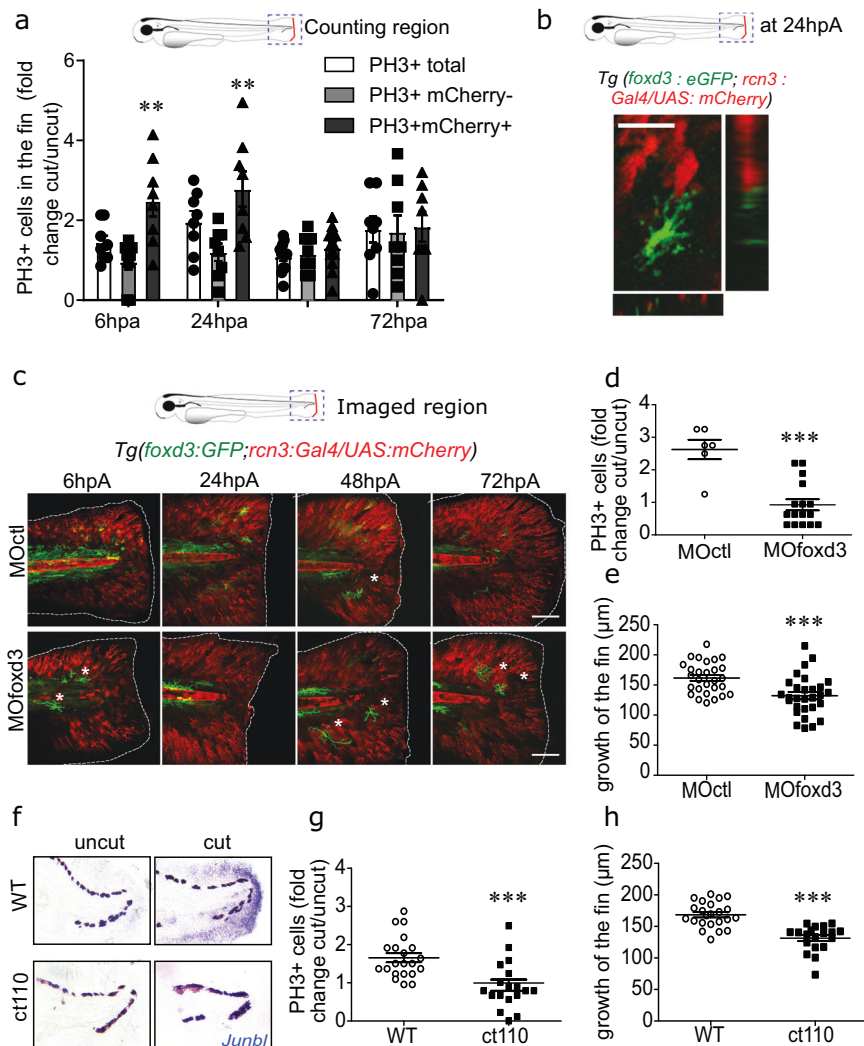 a
Counting region
PH3+ total
PH3+ mCherry-
PH3+mCherry+
PH3+ cells in the fin (fold
change cut/uncut)
6
4
2
0
**
**
6hpa
24hpa
72hpa
b
at 24hpA
Tg (foxd3 : eGFP; rcn3 :
Gal4/UAS: mCherry)
c
Imaged region
Tg(foxd3:GFP;rcn3:Gal4/UAS:mCherry)
6hpA
24hpA
48hpA
72hpA
MOctl
*
MOfoxd3
*
*
*
*
*
*
*
d
PH3+ cells (fold
change cut/uncut)
4
3
2
1
0
***
MOctl
MOfoxd3
e
growth of the fin (µm)
250
200
150
100
50
0
***
MOctl
MOfoxd3
f
uncut
cut
WT
ct110
Junbl
g
PH3+ cells (fold
change cut/uncut)
4
3
2
1
0
***
WT
ct110
h
growth of the fin (µm)
250
200
150
100
50
0
***
WT
ct110